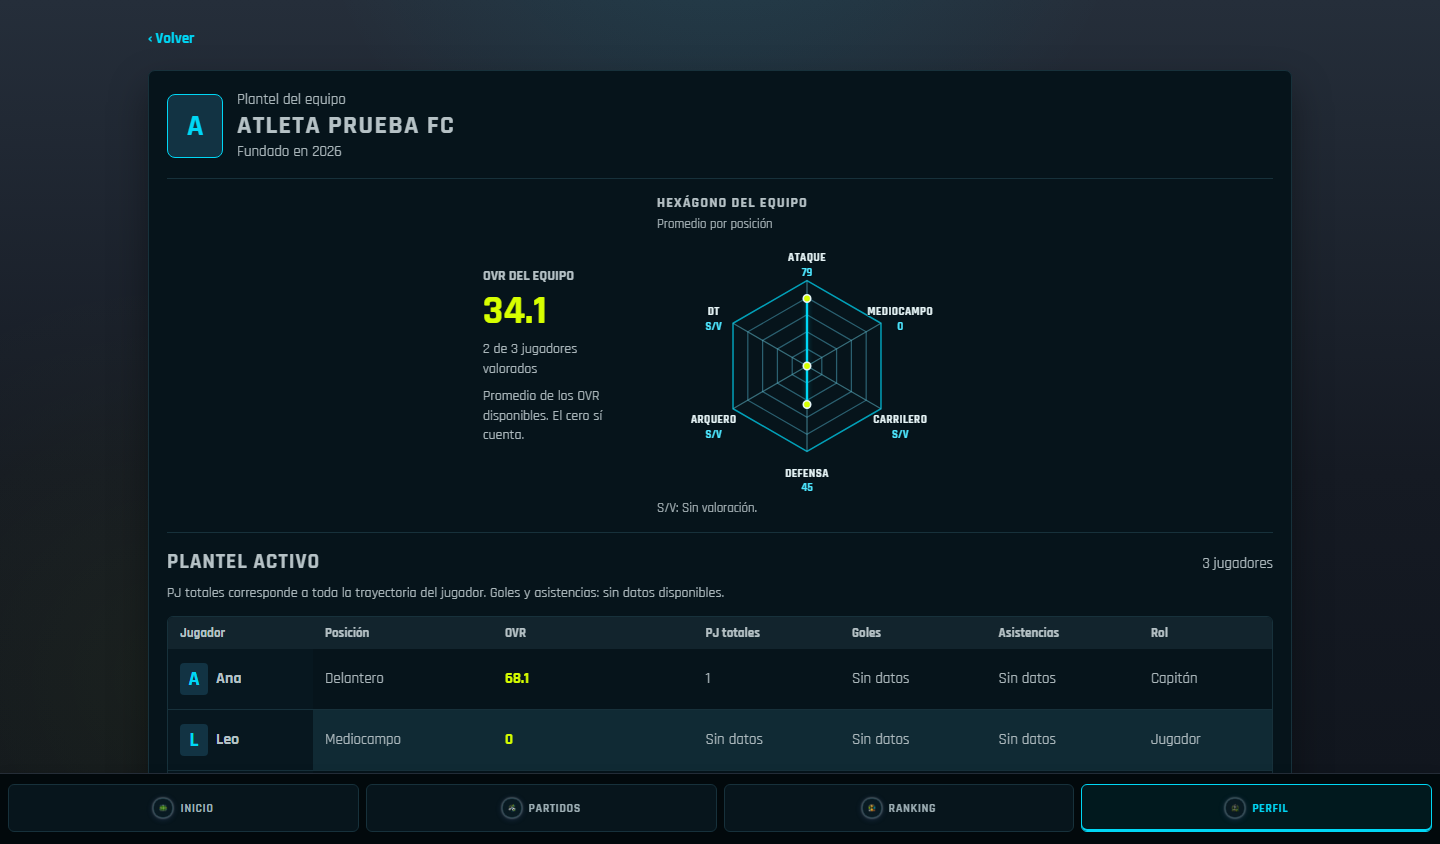 ‹ Volver
A
Plantel del equipo
ATLETA PRUEBA FC
Fundado en 2026
HEXÁGONO DEL EQUIPO
Promedio por posición
OVR DEL EQUIPO
34.1
2 de 3 jugadores
valorados
Promedio de los OVR
disponibles. El cero sí
cuenta.
ATAQUE
79
DT
S/V
MEDIOCAMPO
0
ARQUERO
S/V
CARRILERO
S/V
DEFENSA
45
S/V: Sin valoración.
PLANTEL ACTIVO
3 jugadores
PJ totales corresponde a toda la trayectoria del jugador. Goles y asistencias: sin datos disponibles.
Jugador Posición OVR PJ totales Goles Asistencias Rol
A Ana Delantero 68.1 1 Sin datos Sin datos Capitán
L Leo Mediocampo 0 Sin datos Sin datos Sin datos Jugador
INICIO PARTIDOS RANKING PERFIL